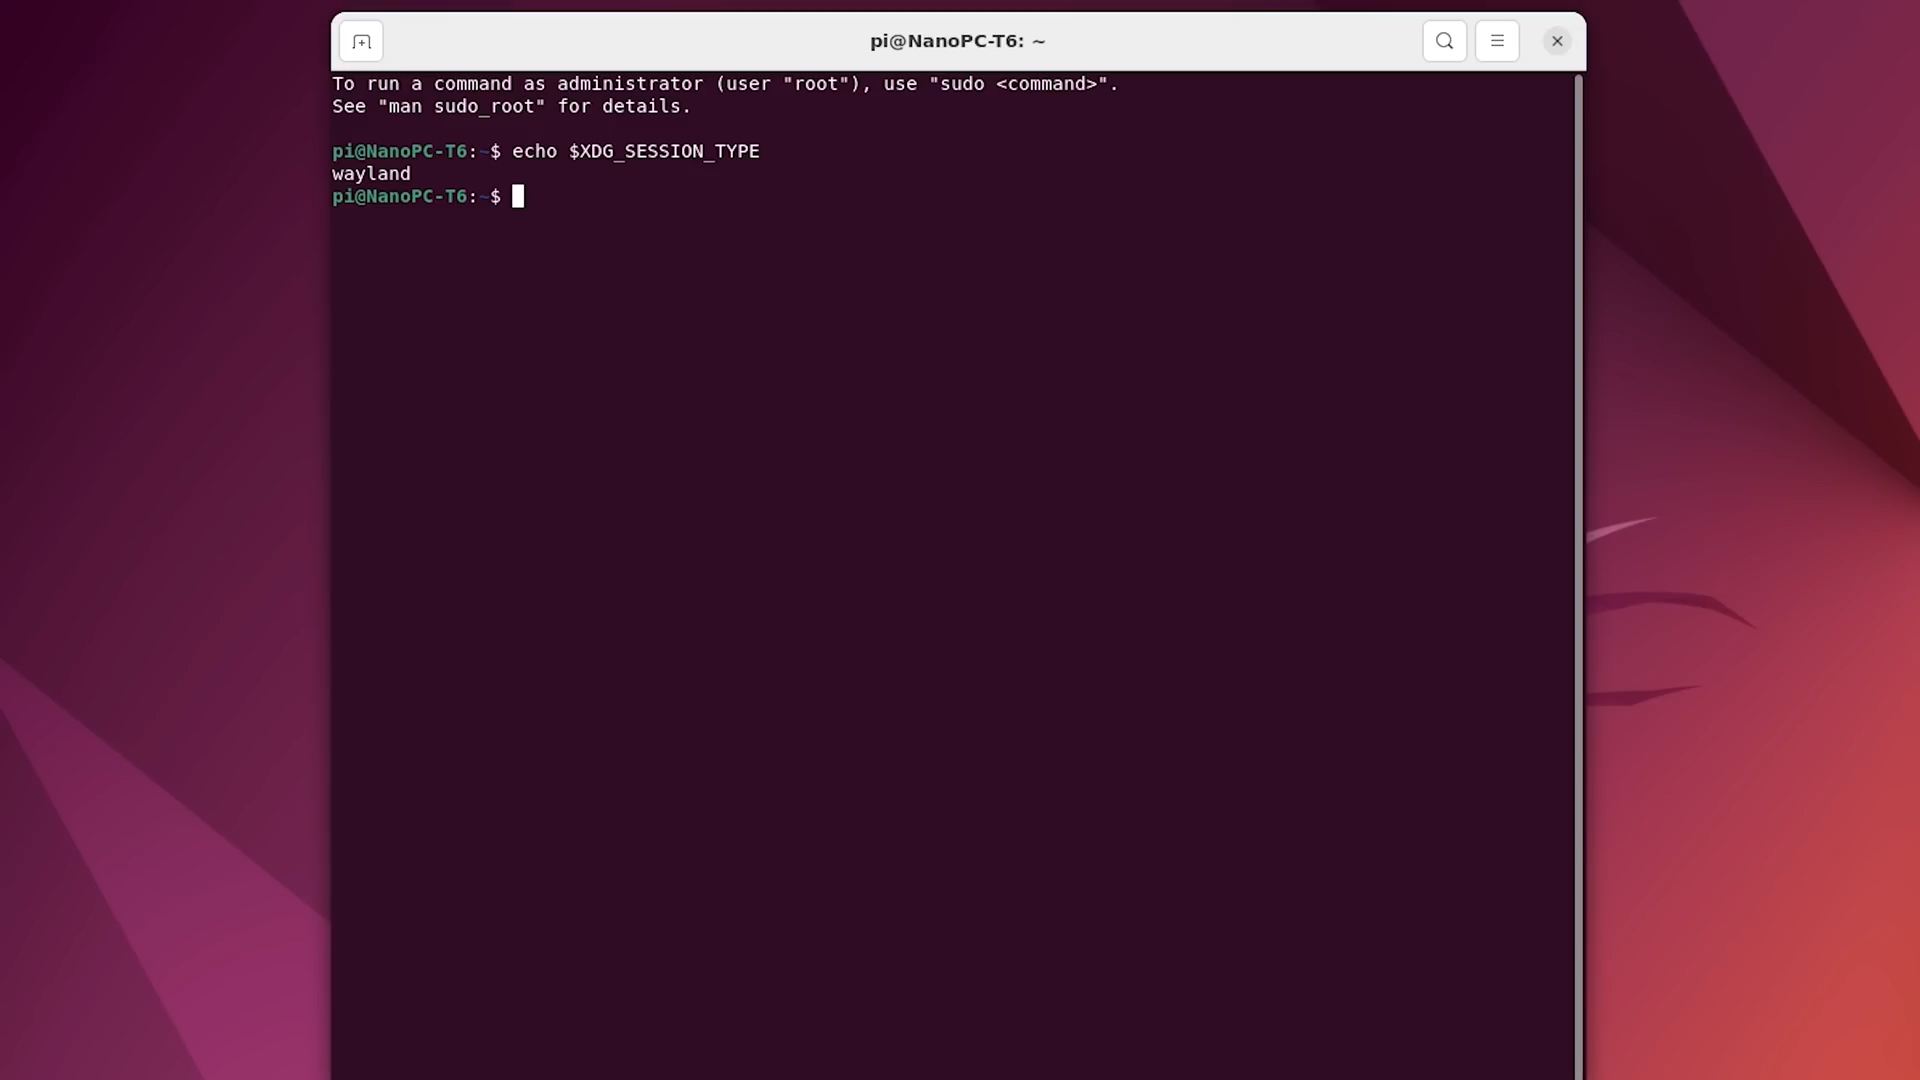 pi@NanoPC-T6: ~
To run a command as administrator (user "root"), use "sudo <command>".
See "man sudo_root" for details.
pi@NanoPC-T6:~$ echo $XDG_SESSION_TYPE
wayland
pi@NanoPC-T6:~$